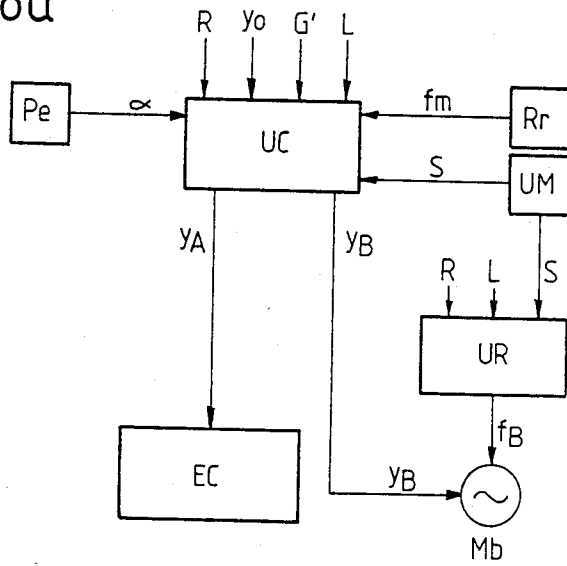 R yo G' L
Pe α UC fm Rr
S UM
yA yB
R L S
UR
EC fB
yB ~
Mb